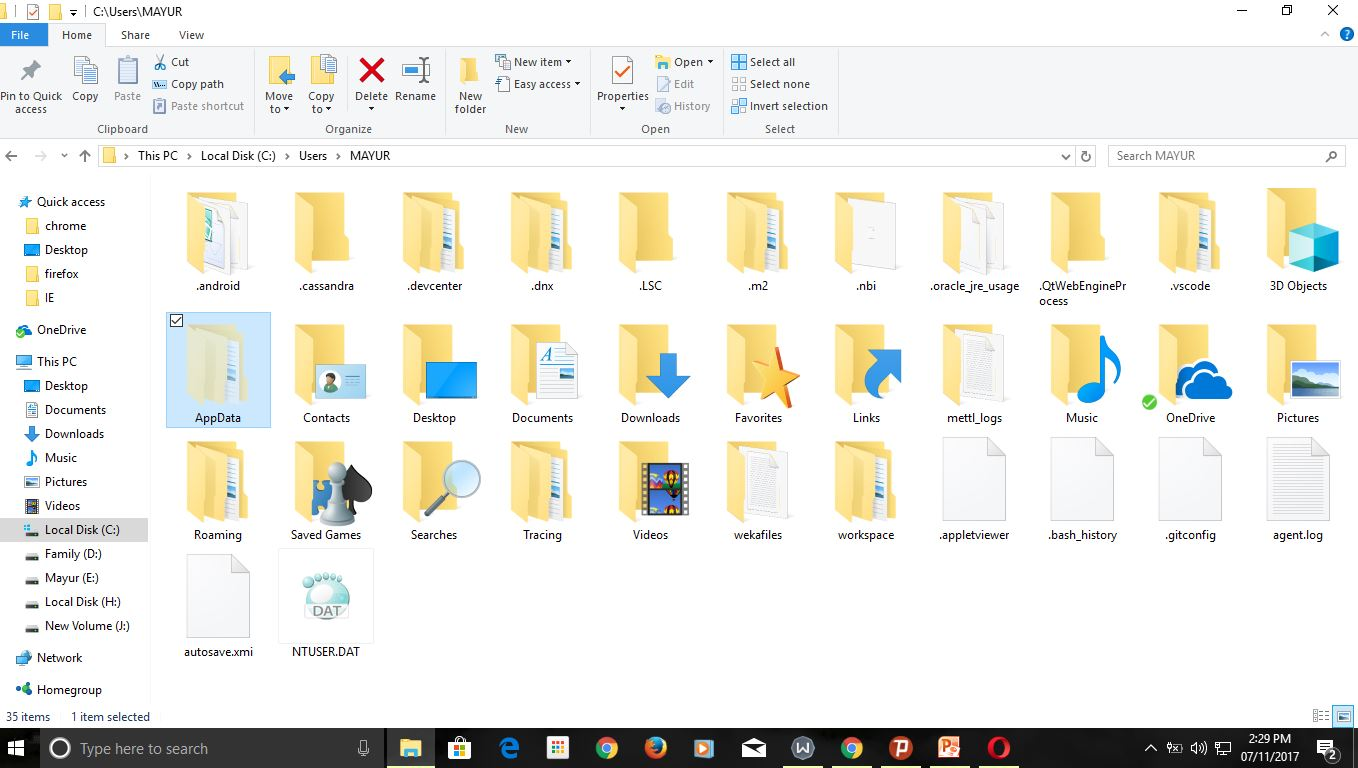 C:\Users\MAYUR
File Home Share View
Pin to Quick access
Copy
Paste
Cut
Copy path
Paste shortcut
Clipboard
Move to
Copy to
Delete
Rename
Organize
New folder
New item
Easy access
New
Properties
Open
Edit
History
Open
Select all
Select none
Invert selection
Select
This PC Local Disk (C:) Users MAYUR
Search MAYUR
Quick access
chrome
Desktop
firefox
IE
OneDrive
This PC
Desktop
Documents
Downloads
Music
Pictures
Videos
Local Disk (C:)
Family (D:)
Mayur (E:)
Local Disk (H:)
New Volume (J:)
Network
Homegroup
.android .cassandra .devcenter .dnx .LSC .m2 .nbi .oracle_jre_usage .QtWebEnginePr 3D Objects
ocess
.vscode
AppData Contacts Desktop Documents Downloads Favorites Links mettl_logs Music OneDrive Pictures
Roaming Saved Games Searches Tracing Videos wekafiles workspace .appletviewer .bash_history .gitconfig agent.log
DAT
autosave.xmi NTUSER.DAT
35 items 1 item selected
Type here to search
2:29 PM
07/11/2017
2